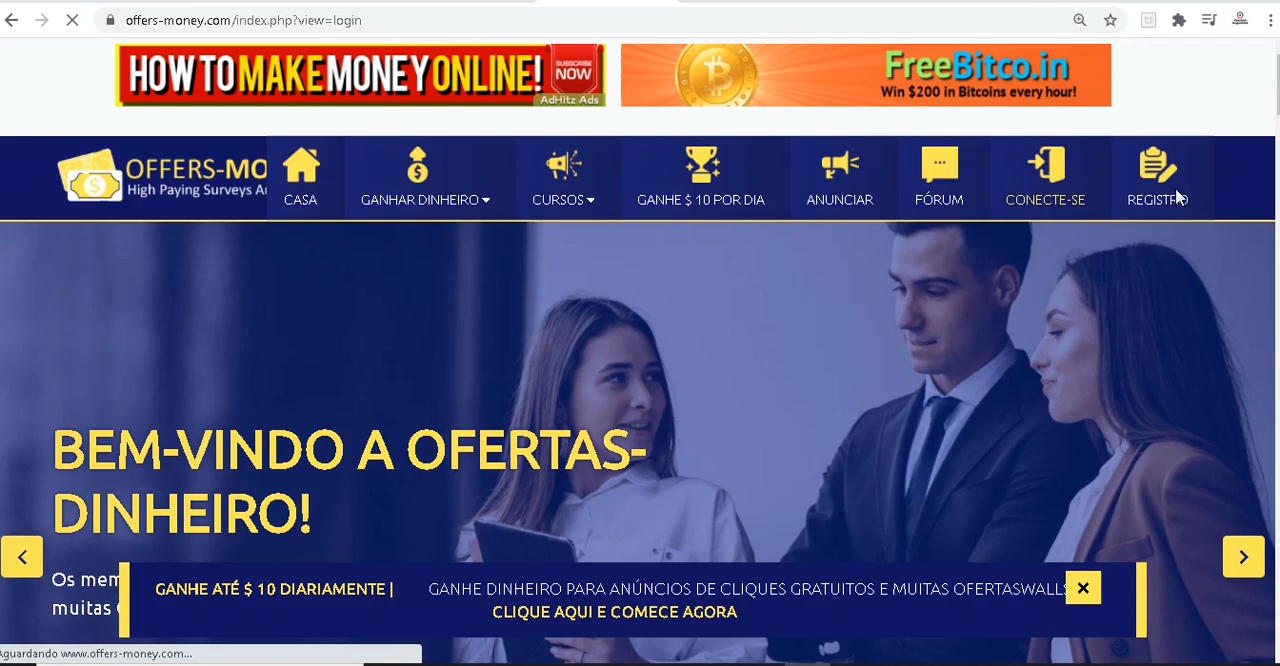 offers-money.com/index.php?view=login
HOW TO MAKE MONEY ONLINE!
SUBSCRIBE
NOW
AdHitz Ads
FreeBitco.in
Win $200 in Bitcoins every hour!
OFFERS-MO
High Paying Surveys
CASA
GANHAR DINHEIRO
CURSOS
GANHE $ 10 POR DIA
ANUNCIAR
FÓRUM
CONECTE-SE
REGISTRO
BEM-VINDO A OFERTAS-
DINHEIRO!
Os
muitas
GANHE ATÉ $ 10 DIARIAMENTE |
GANHE DINHEIRO PARA ANÚNCIOS DE CLIQUES GRATUITOS E MUITAS OFERTASWALLS
CLIQUE AQUI E COMECE AGORA
Aguardando www.offers-money.com...